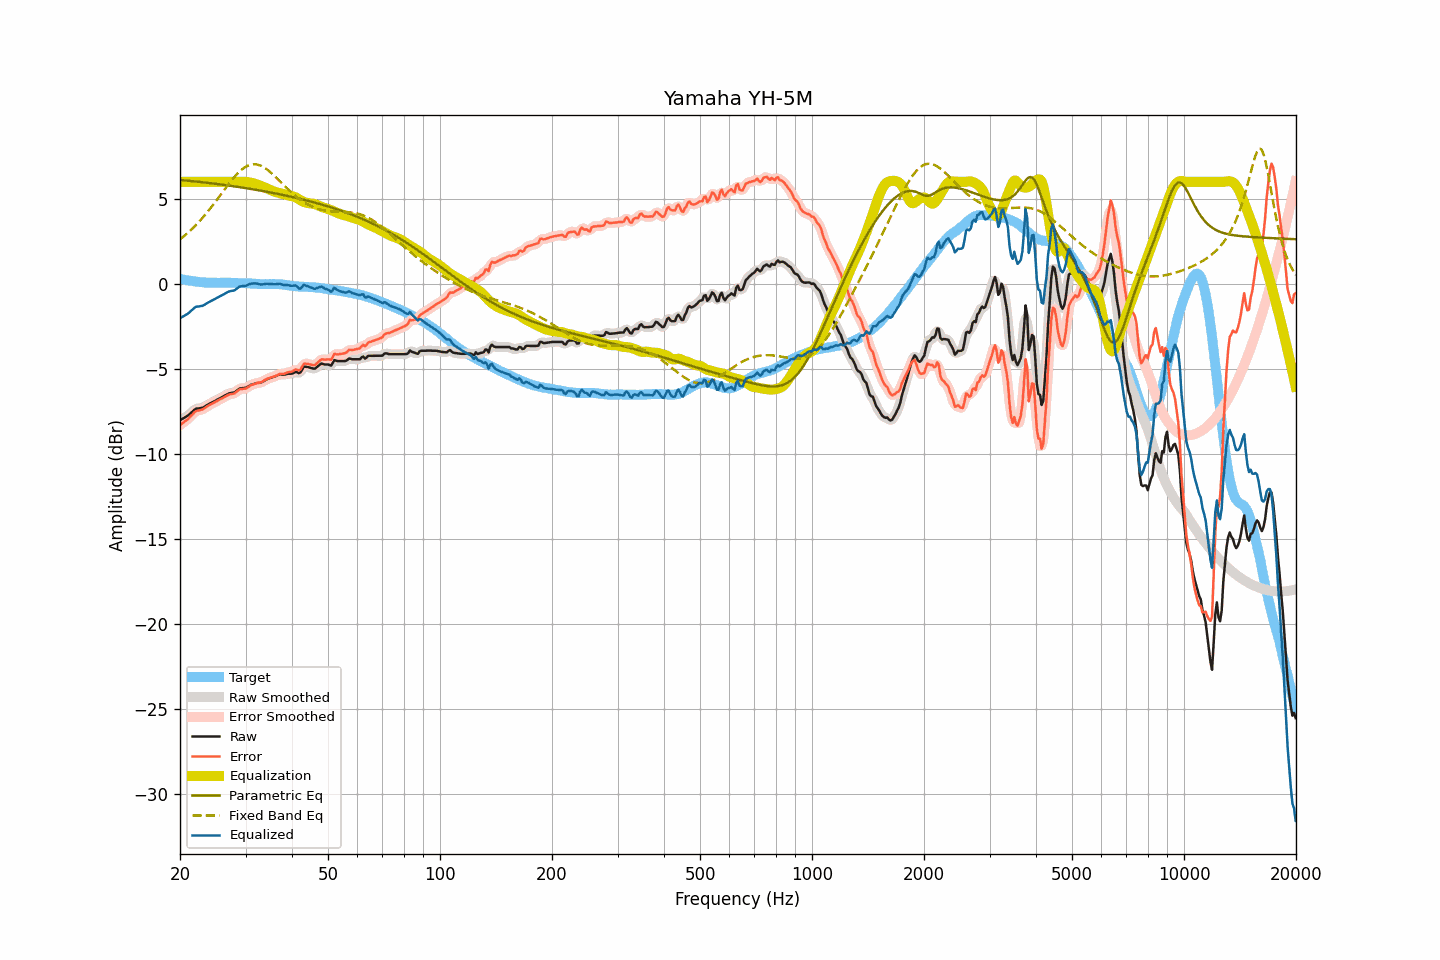 Yamaha YH-5M
Amplitude (dBr)
5
0
−5
−10
−15
−20
−25
−30
Target
Raw Smoothed
Error Smoothed
Raw
Error
Equalization
Parametric Eq
Fixed Band Eq
Equalized
20 50 100 200 500 1000 2000 5000 10000 20000
Frequency (Hz)